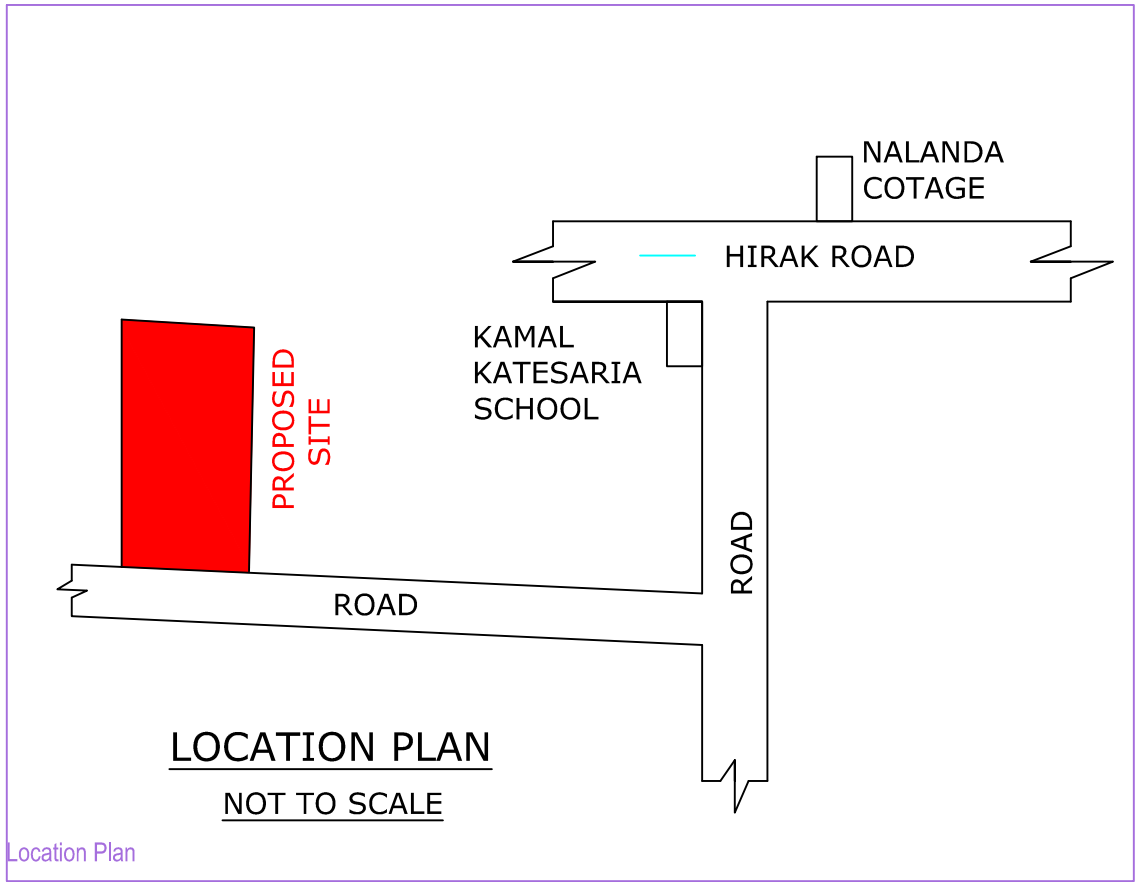 NALANDA
COTAGE
HIRAK ROAD
KAMAL
KATESARIA
SCHOOL
PROPOSED
SITE
ROAD
ROAD
LOCATION PLAN
NOT TO SCALE
Location Plan